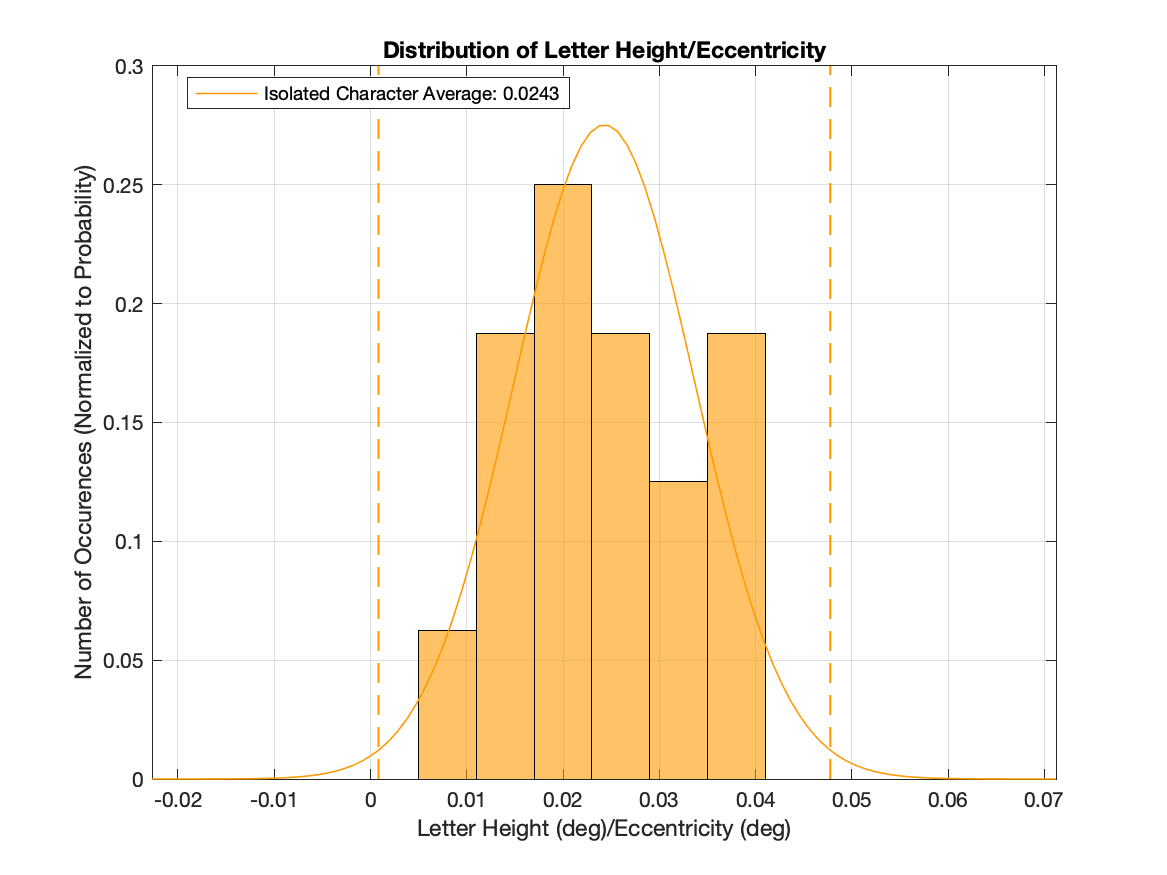 Distribution of Letter Height/Eccentricity
Isolated Character Average: 0.0243
Number of Occurences (Normalized to Probability)
0.3
0.25
0.2
0.15
0.1
0.05
0
-0.02 -0.01 0 0.01 0.02 0.03 0.04 0.05 0.06 0.07
Letter Height (deg)/Eccentricity (deg)